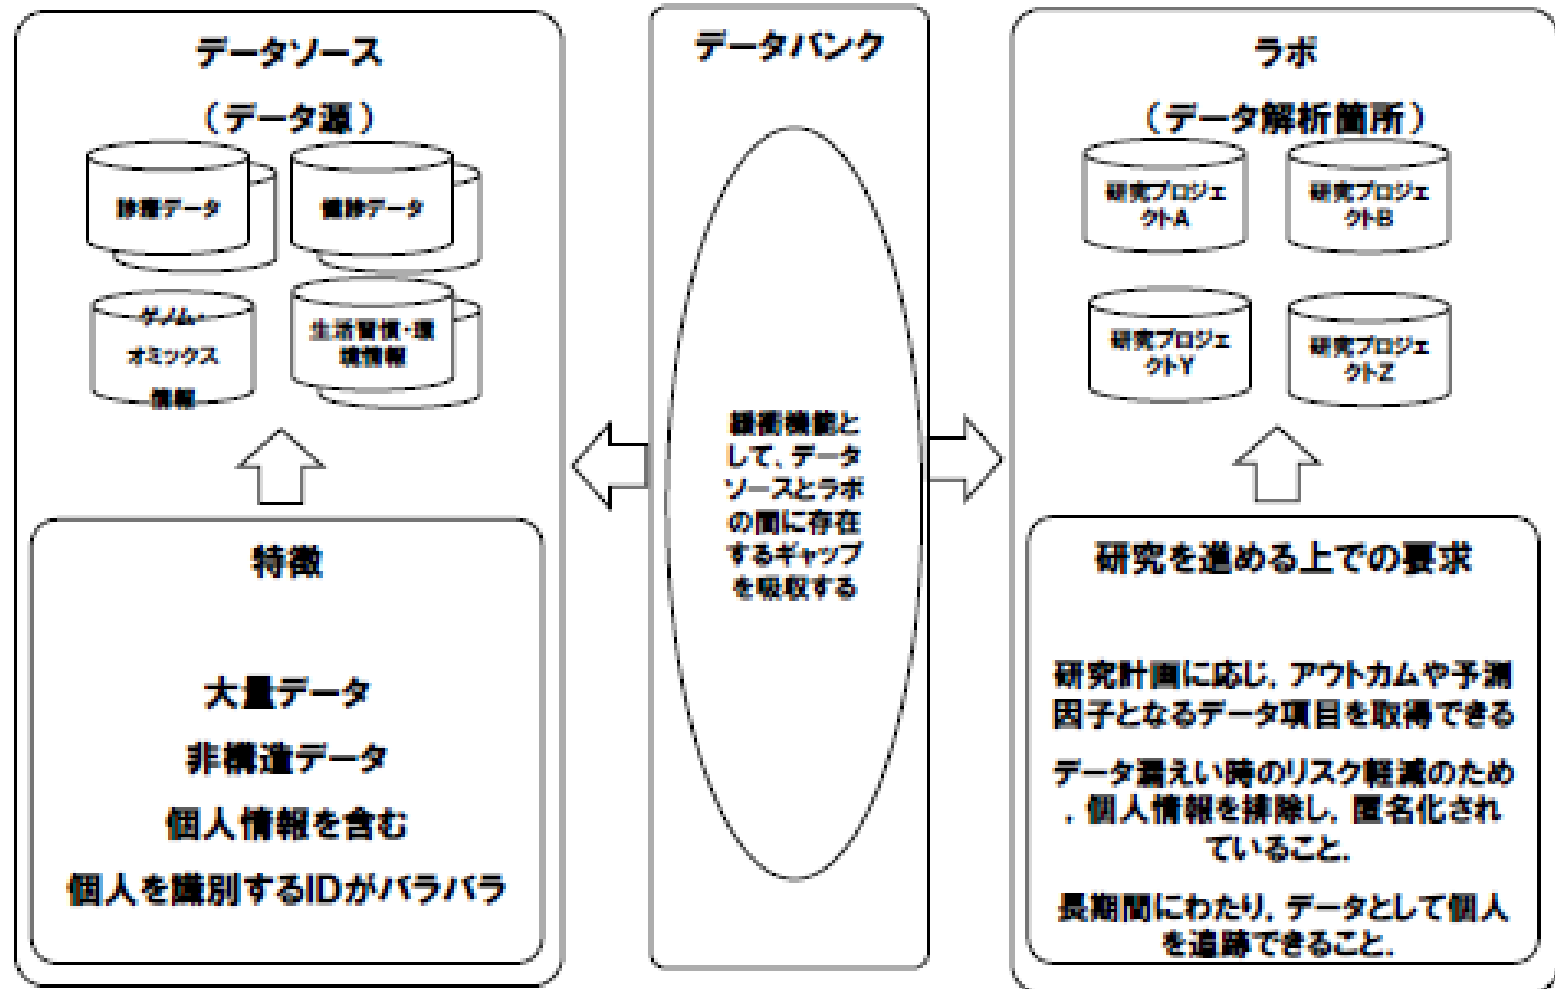 データソース
（データ源）
診療データ
健診データ
ゲノム・
オミックス
情報
生活習慣・環
境情報
特徴
大量データ
非構造データ
個人情報を含む
個人を識別するIDがバラバラ
データバンク
緩衝機能と
して、データ
ソースとラボ
の間に存在
するギャップ
を吸収する
ラボ
（データ解析箇所）
研究プロジェ
クトA
研究プロジェ
クトB
研究プロジェ
クトY
研究プロジェ
クトZ
研究を進める上での要求
研究計画に応じ，アウトカムや予測
因子となるデータ項目を取得できる
データ漏えい時のリスク軽減のため
，個人情報を排除し，匿名化され
ていること．
長期間にわたり，データとして個人
を追跡できること．